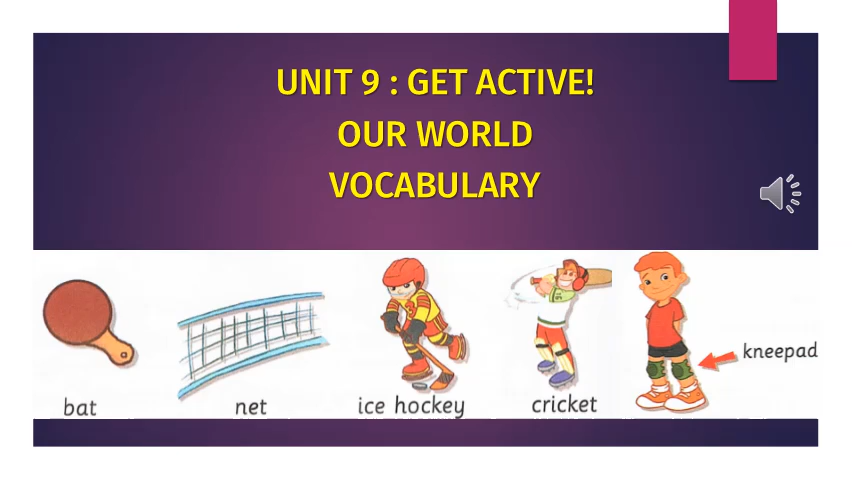 UNIT 9 : GET ACTIVE!
OUR WORLD
VOCABULARY
kneepad
bat
net
ice hockey
cricket